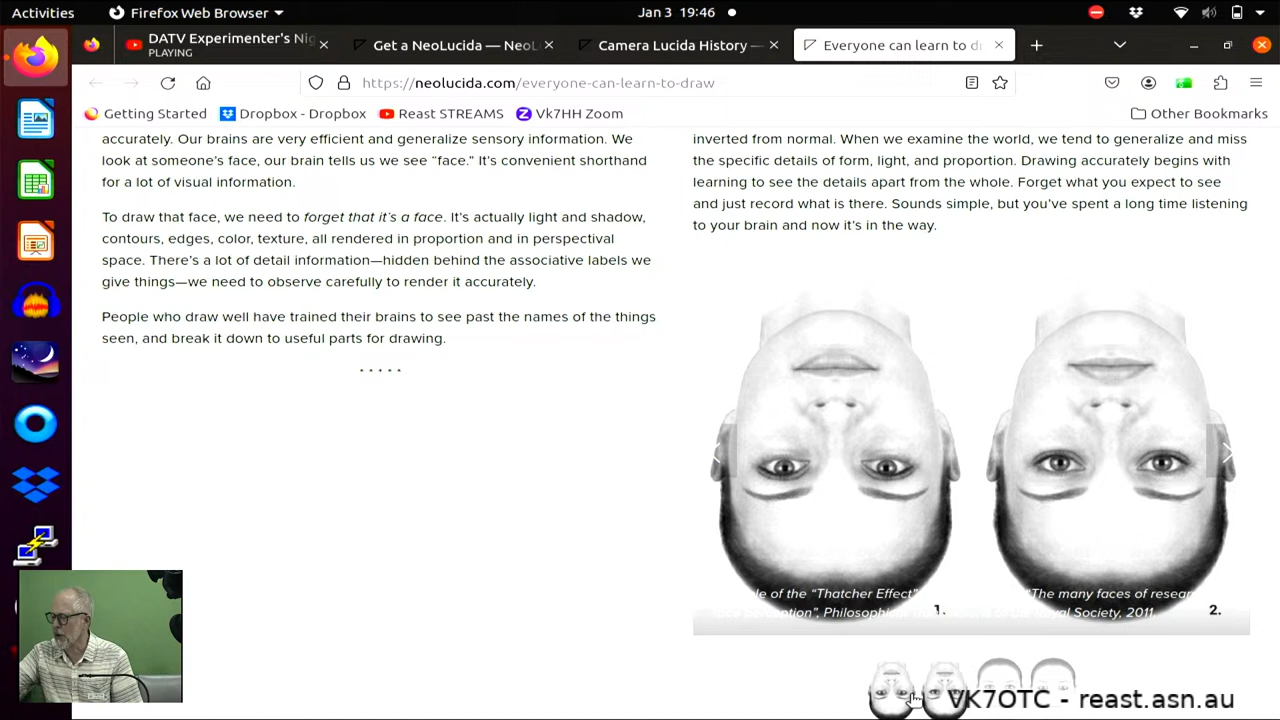 Activities
Firefox Web Browser
Jan 3 19:46
DATV Experimenter's Nig
PLAYING
Get a NeoLucida — NeoL
Camera Lucida History —
Everyone can learn to d
https://neolucida.com/everyone-can-learn-to-draw
Getting Started
Dropbox - Dropbox
Reast STREAMS
Vk7HH Zoom
Other Bookmarks
accurately. Our brains are very efficient and generalize sensory information. We
look at someone's face, our brain tells us we see “face.” It's convenient shorthand
for a lot of visual information.
To draw that face, we need to forget that it's a face. It's actually light and shadow,
contours, edges, color, texture, all rendered in proportion and in perspectival
space. There's a lot of detail information—hidden behind the associative labels we
give things—we need to observe carefully to render it accurately.
People who draw well have trained their brains to see past the names of the things
seen, and break it down to useful parts for drawing.
• • • • •
inverted from normal. When we examine the world, we tend to generalize and miss
the specific details of form, light, and proportion. Drawing accurately begins with
learning to see the details apart from the whole. Forget what you expect to see
and just record what is there. Sounds simple, but you've spent a long time listening
to your brain and now it's in the way.
of the “Thatcher Effect” “The many faces of resear
Philosophical Royal Society, 2011.
1.
2.
VK7OTC - reast.asn.au